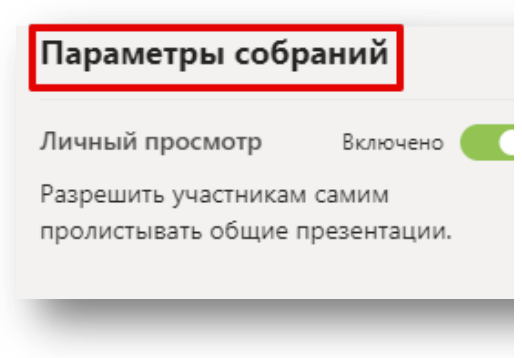 Параметры собраний
Личный просмотр Включено
Разрешить участникам самим
пролистывать общие презентации.